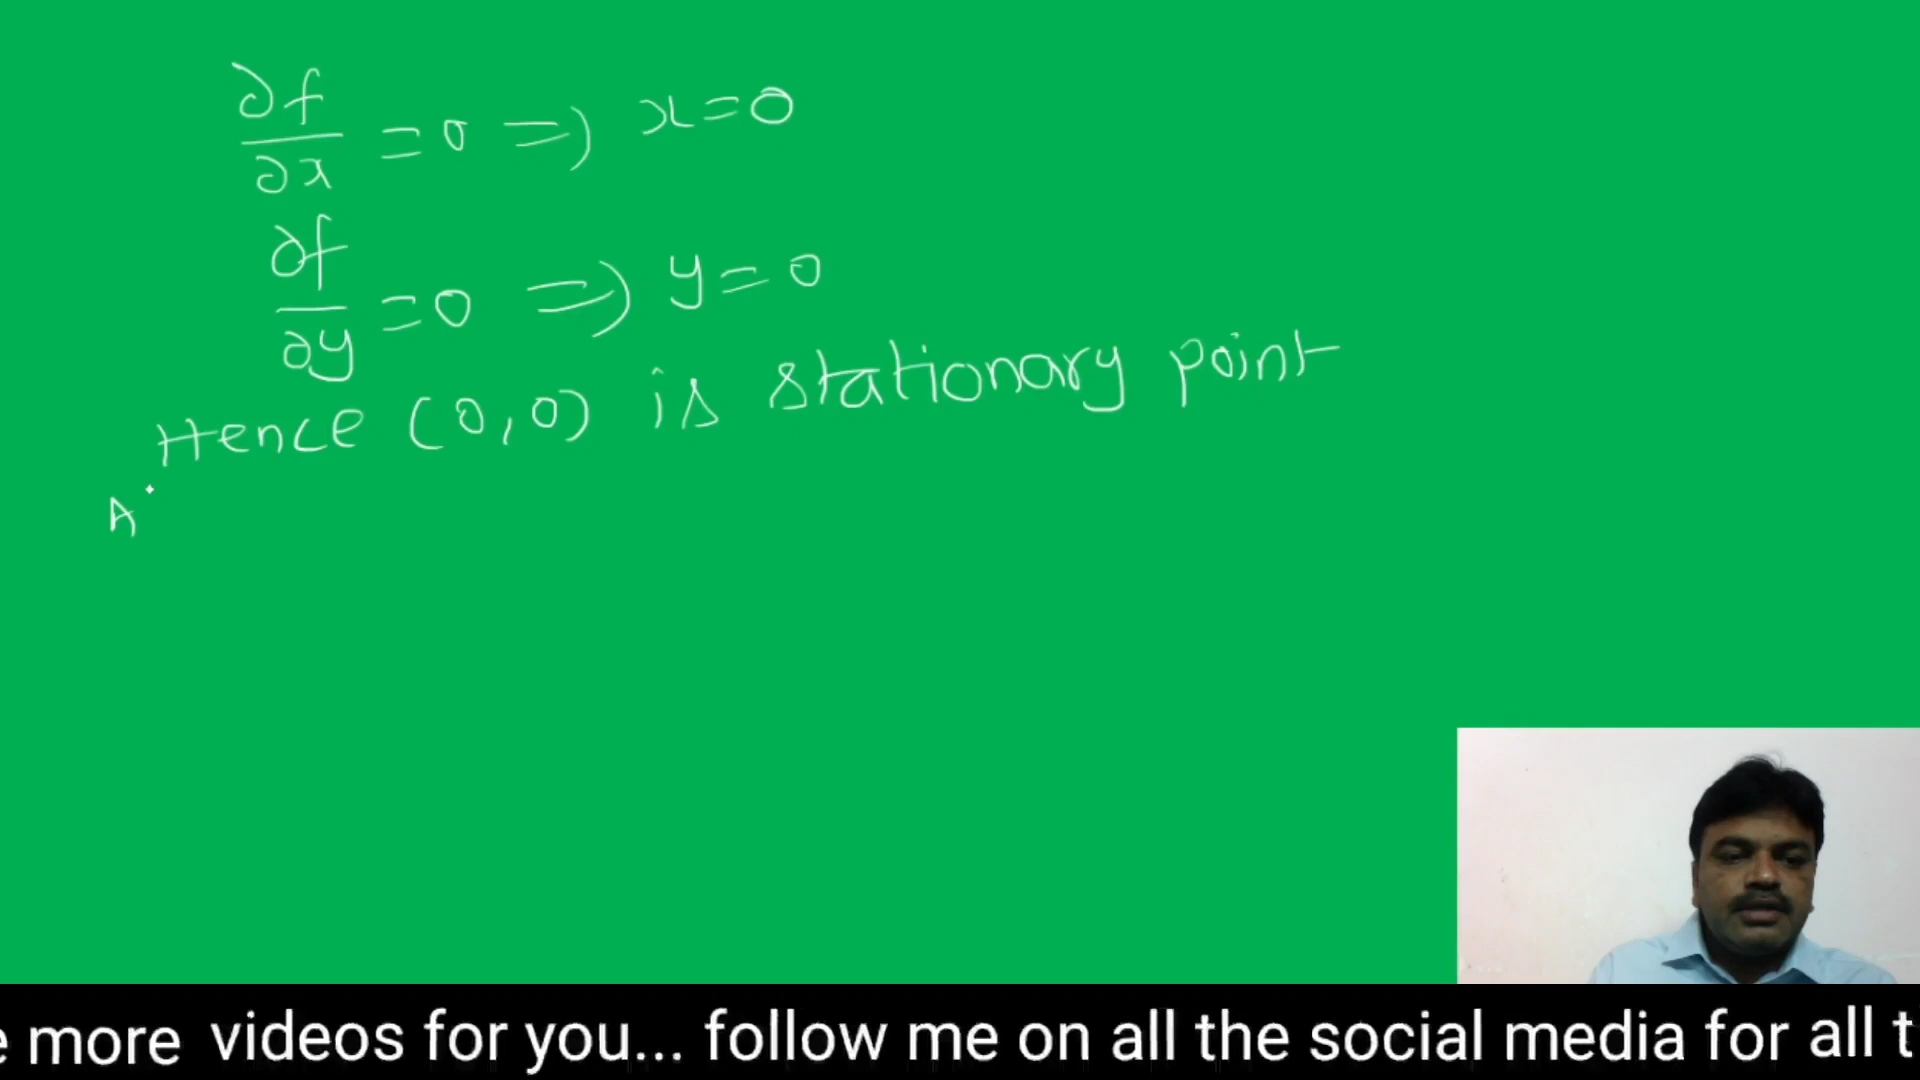 ∂f/∂x = 0 => x = 0
∂f/∂y = 0 => y = 0
Hence (0,0) is stationary point
A
e more videos for you... follow me on all the social media for all t